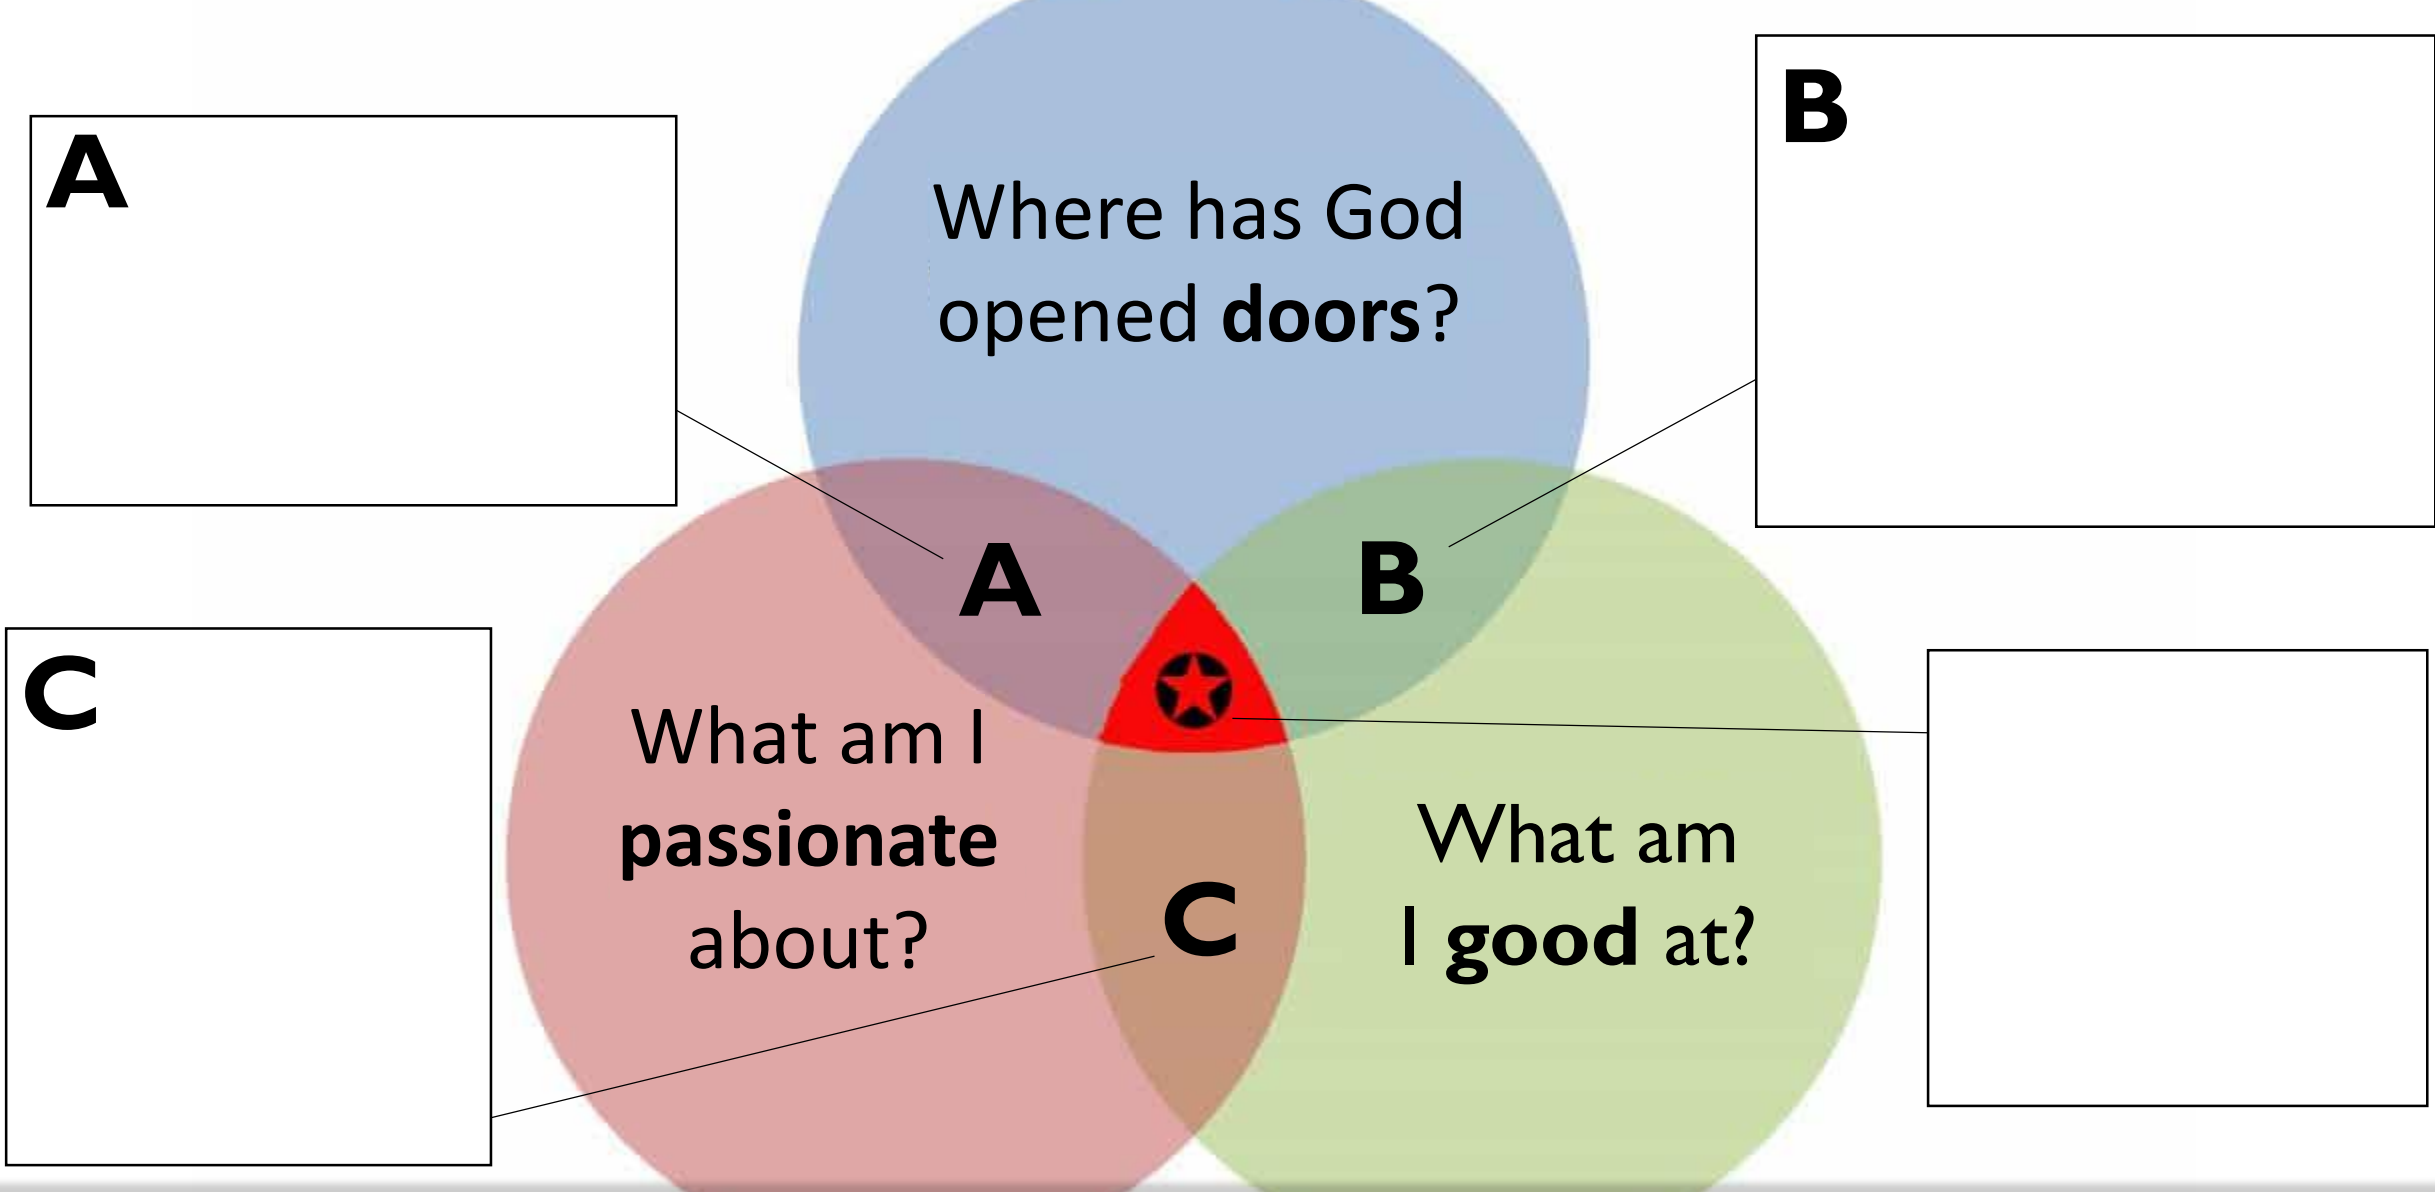 A
B
Where has God
opened doors?
A
B
C
What am I
passionate
about?
What am
I good at?
C